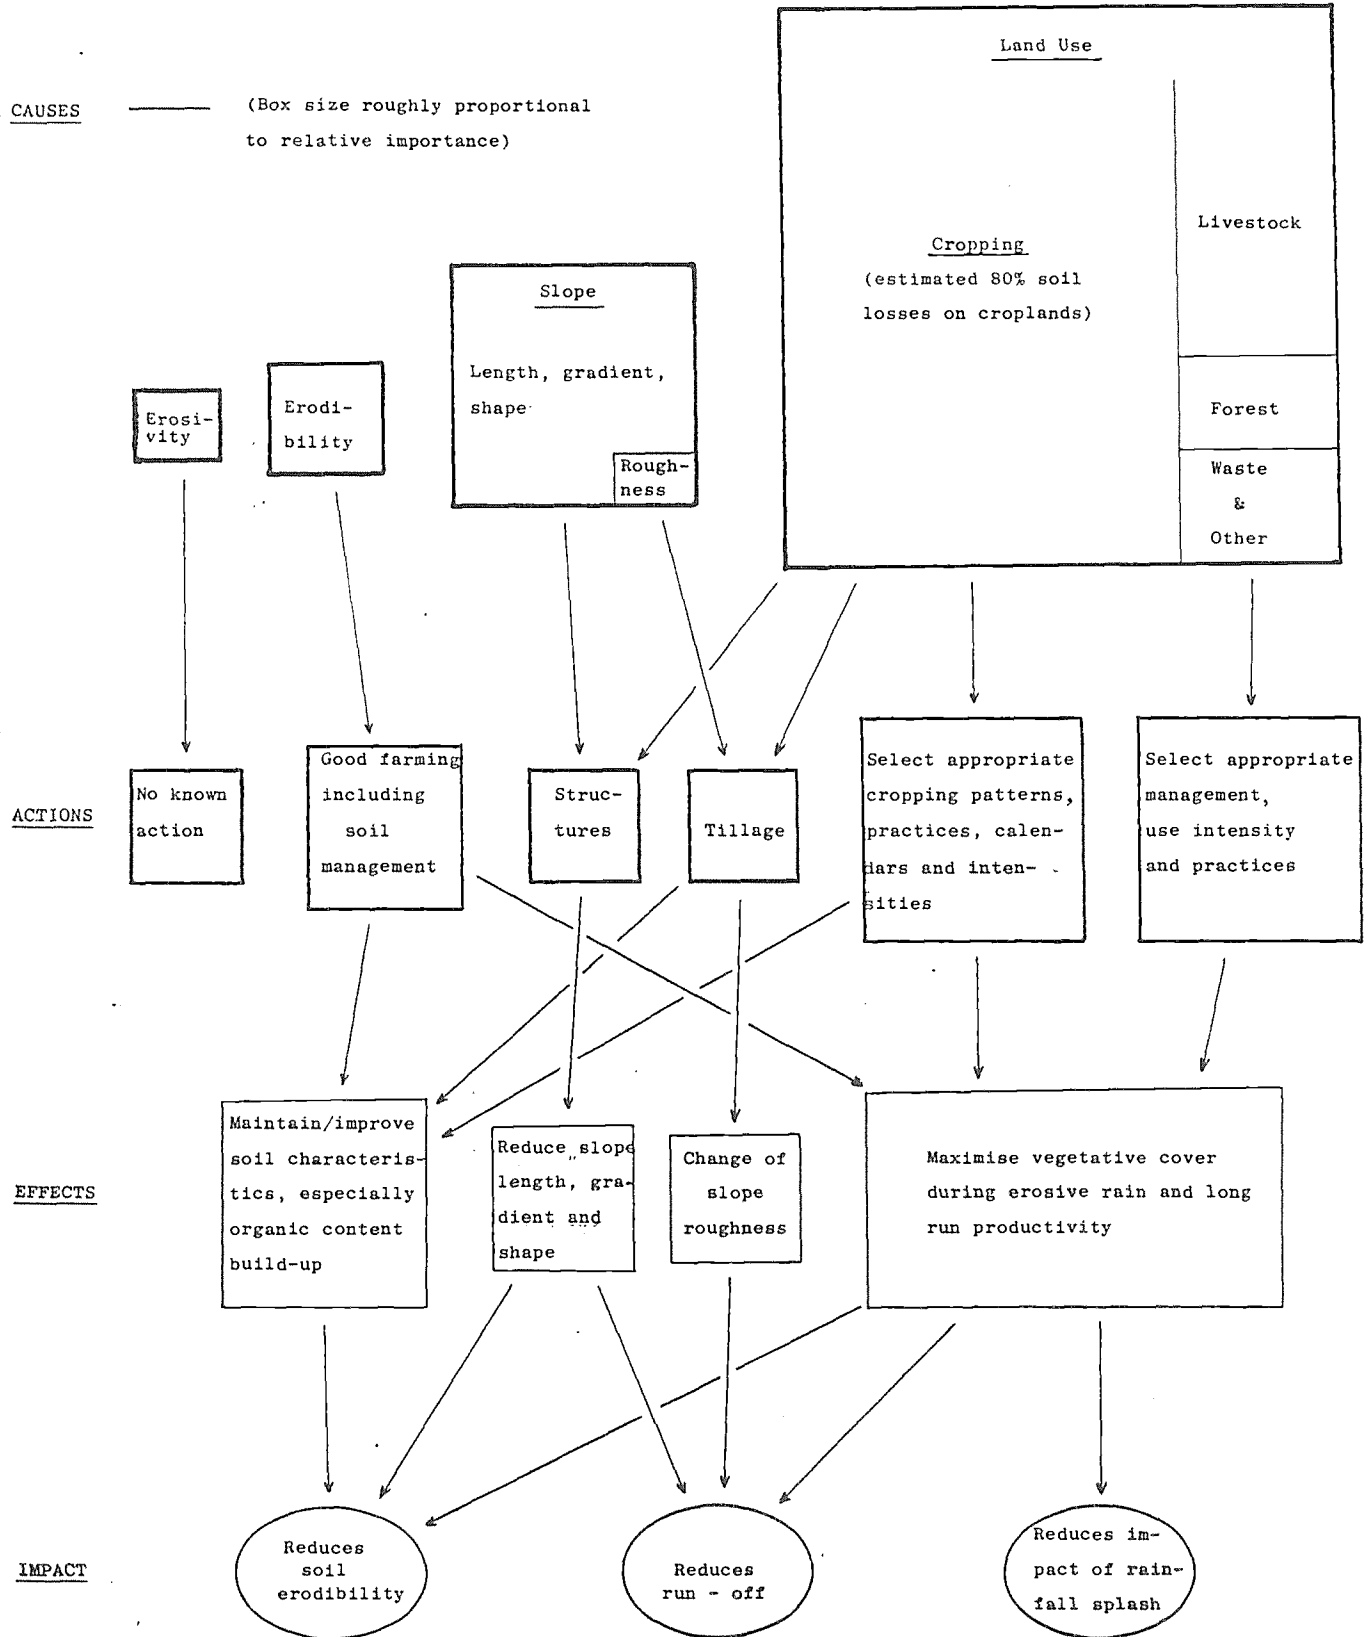 Land Use
CAUSES
(Box size roughly proportional
to relative importance)
Livestock
Cropping
(estimated 80% soil
losses on croplands)
Slope
Length, gradient,
shape
Rough-
ness
Erosi-
vity
Erodi-
bility
Forest
Waste
&
Other
ACTIONS
No known
action
Good farming
including
soil
management
Struc-
tures
Tillage
Select appropriate
cropping patterns,
practices, calen-
dars and inten-
sities
Select appropriate
management,
use intensity
and practices
EFFECTS
Maintain/improve
soil characteris-
tics, especially
organic content
build-up
Reduce slope
length, gra-
dient and
shape
Change of
slope
roughness
Maximise vegetative cover
during erosive rain and long
run productivity
IMPACT
Reduces
soil
erodibility
Reduces
run - off
Reduces im-
pact of rain-
fall splash